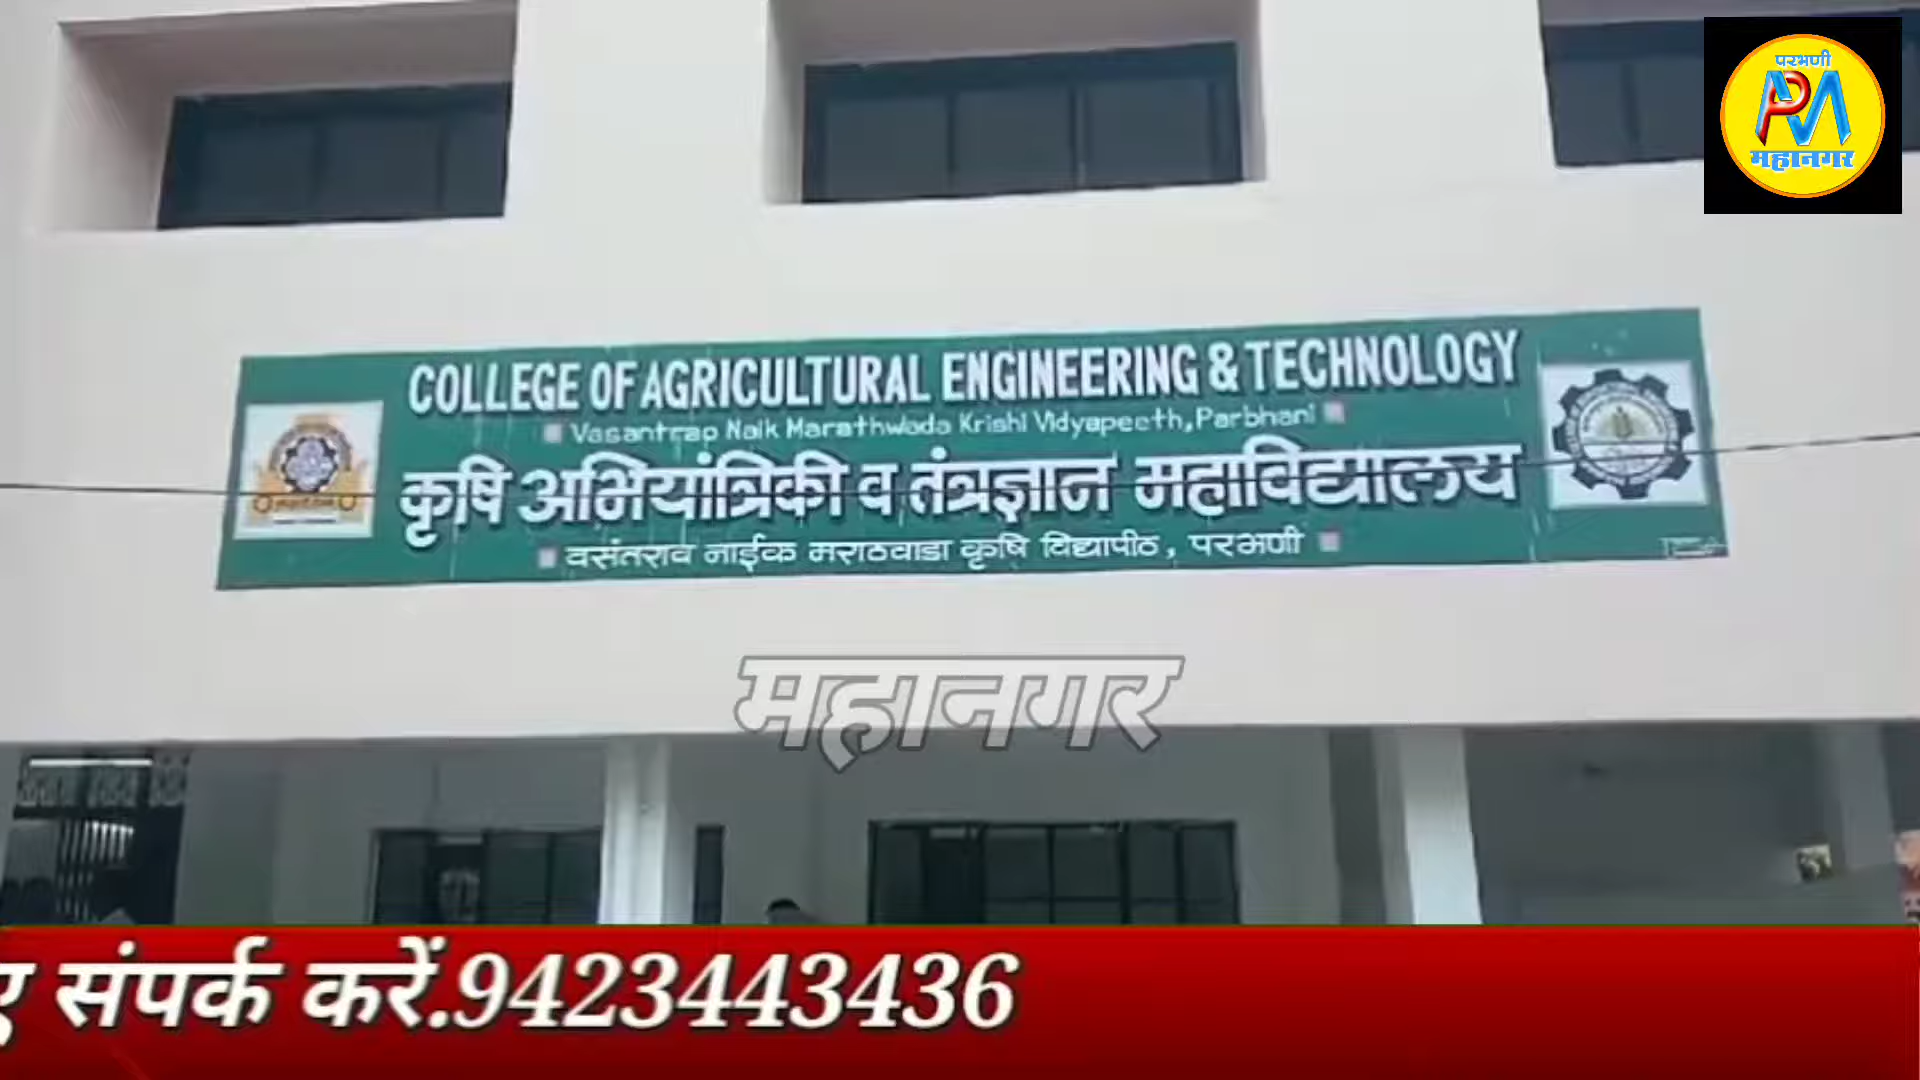 परभणी
PM
महानगर
COLLEGE OF AGRICULTURAL ENGINEERING & TECHNOLOGY
Vasantrao Naik Marathwada Krishi Vidyapeeth, Parbhani
कृषि अभियांत्रिकी व तंत्रज्ञान महाविद्यालय
वसंतराव नाईक मराठवाडा कृषि विद्यापीठ, परभणी
महानगर
ए संपर्क करें.9423443436